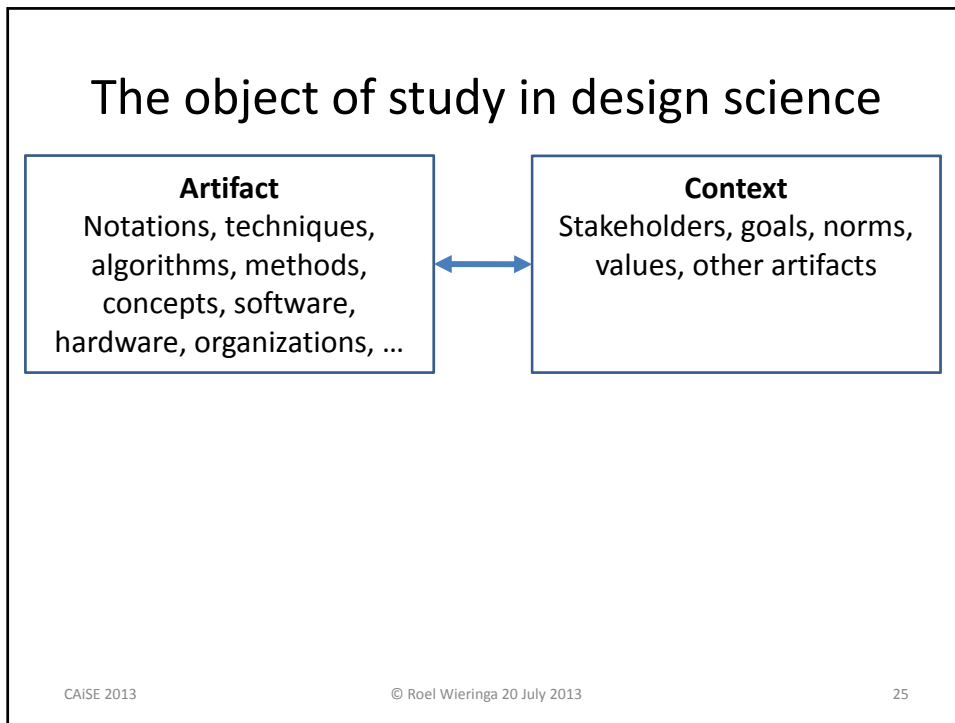 The object of study in design science
Artifact
Notations, techniques,
algorithms, methods,
concepts, software,
hardware, organizations, …
Context
Stakeholders, goals, norms,
values, other artifacts
CAiSE 2013
© Roel Wieringa 20 July 2013
25